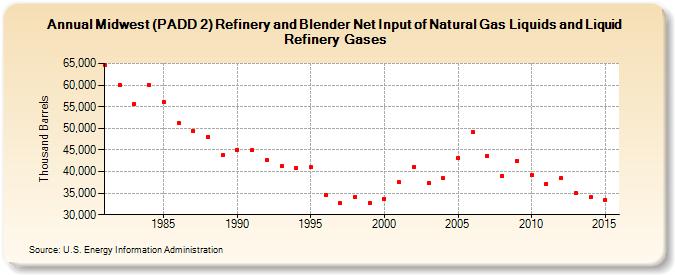 Annual Midwest (PADD 2) Refinery and Blender Net Input of Natural Gas Liquids and Liquid
Refinery Gases
Thousand Barrels
65,000
60,000
55,000
50,000
45,000
40,000
35,000
30,000
1985 1990 1995 2000 2005 2010 2015
Source: U.S. Energy Information Administration